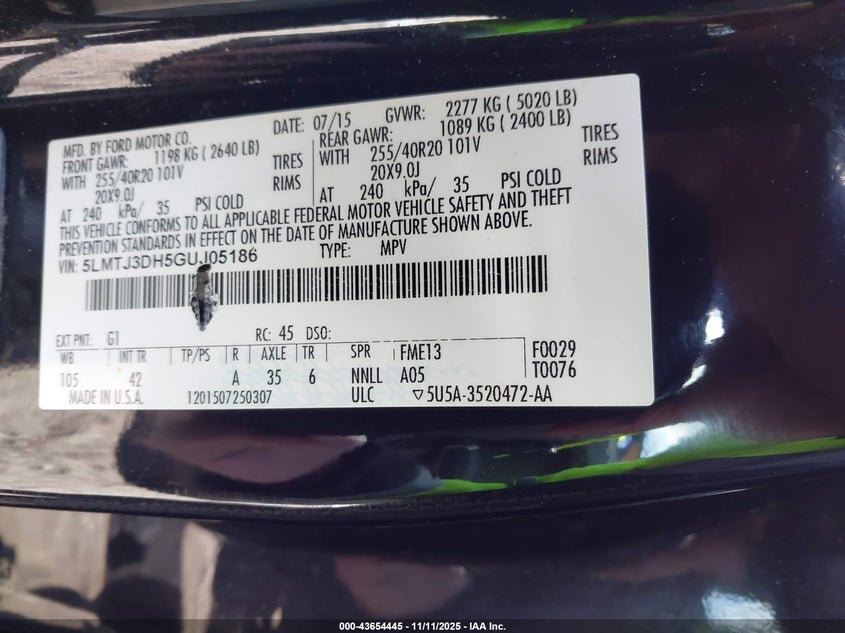 MFD. BY FORD MOTOR CO. DATE: 07/15 GVWR: 2277 KG ( 5020 LB)
FRONT GAWR: 1198 KG ( 2640 LB) REAR GAWR: 1089 KG ( 2400 LB)
WITH 255/40R20 101V TIRES WITH 255/40R20 101V TIRES
20X9.0J RIMS 20X9.0J RIMS
AT 240 kPa/ 35 PSI COLD AT 240 kPa/ 35 PSI COLD
THIS VEHICLE CONFORMS TO ALL APPLICABLE FEDERAL MOTOR VEHICLE SAFETY AND THEFT
PREVENTION STANDARDS IN EFFECT ON THE DATE OF MANUFACTURE SHOWN ABOVE.
VIN: 5LMTJ3DH5GUJ05186 TYPE: MPV
EXT PNT: G1 RC: 45 DSO:
WB INT TR TP/PS R AXLE TR SPR FME13 F0029
105 42 A 35 6 NNLL A05 T0076
MADE IN U.S.A. 1201507250307 ULC ▽5U5A-3520472-AA
000-43654445 - 11/11/2025 - IAA Inc.